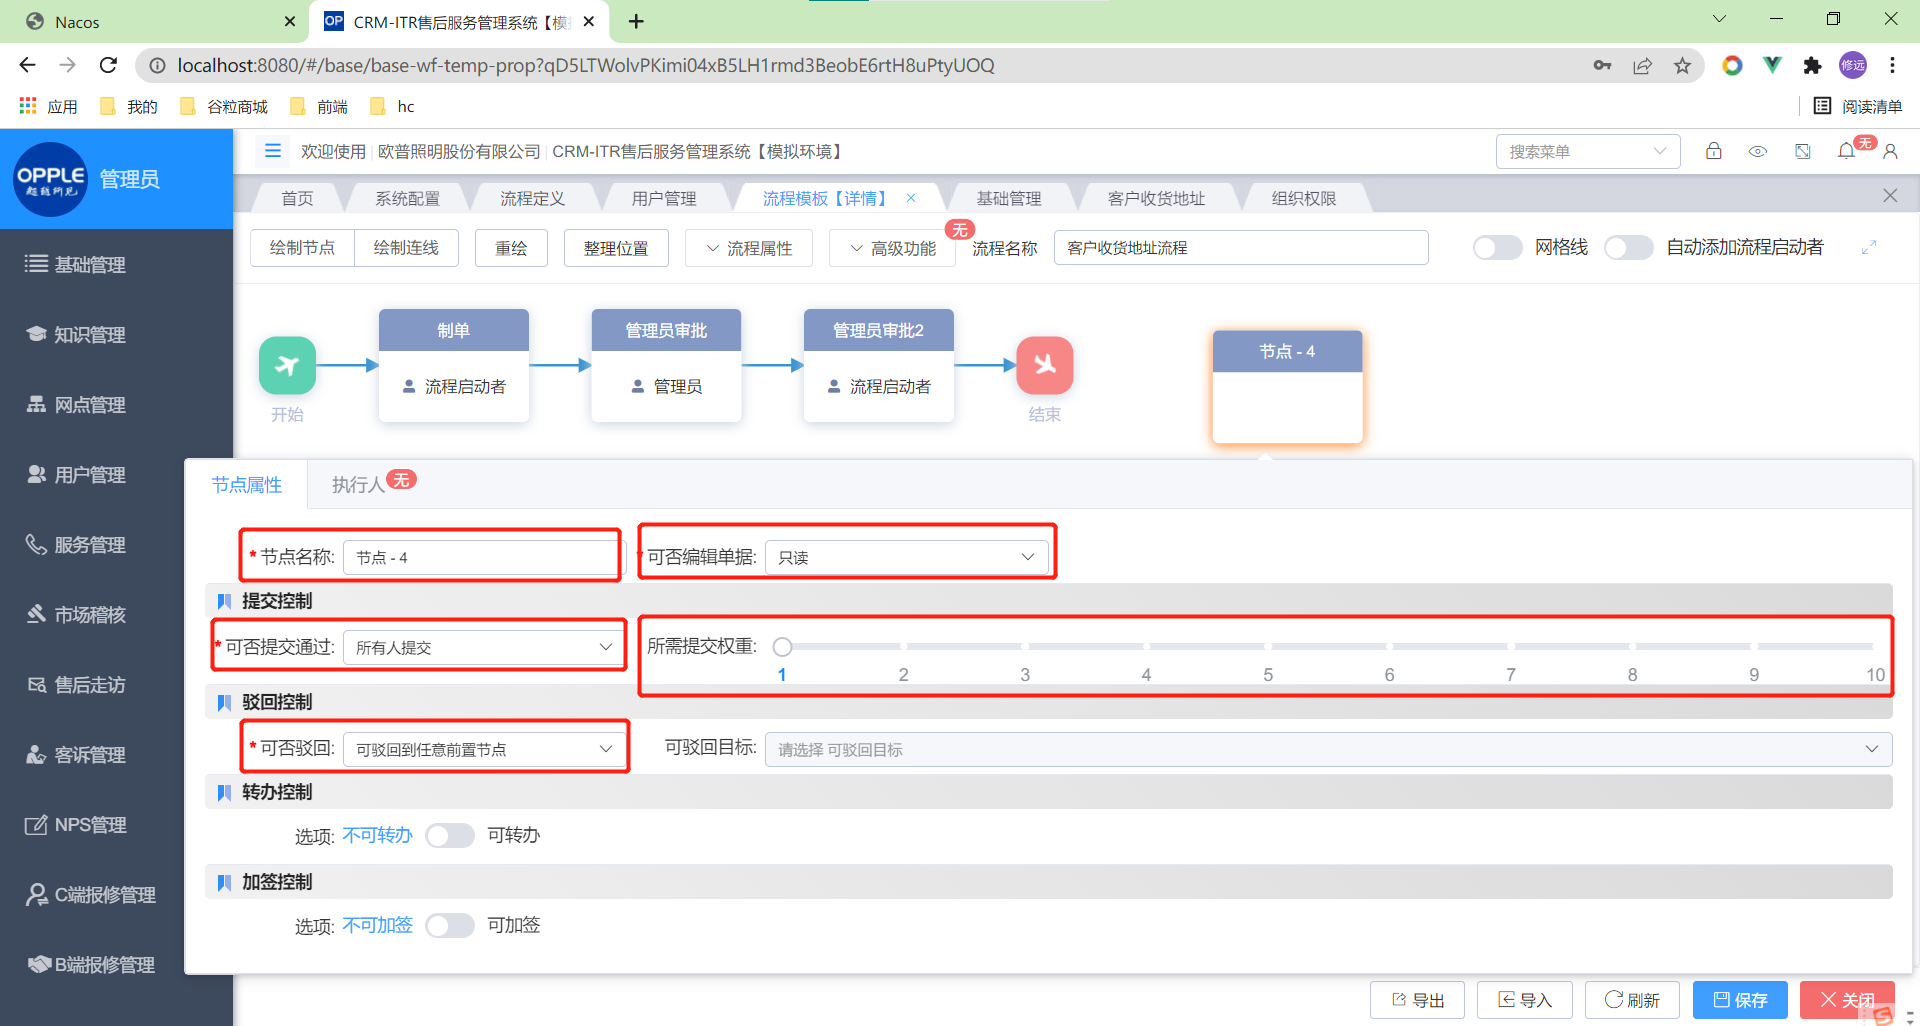 Nacos
CRM-ITR售后服务管理系统【模
localhost:8080/#/base/base-wf-temp-prop?qD5LTWolvPKimi04xB5LH1rmd3BeobE6rtH8uPtyUOQ
修远
应用 我的 谷粒商城 前端 hc 阅读清单
OPPLE
管理员
欢迎使用 | 欧普照明股份有限公司 | CRM-ITR售后服务管理系统【模拟环境】
搜索菜单
无
首页 系统配置 流程定义 用户管理 流程模板【详情】 基础管理 客户收货地址 组织权限
绘制节点 绘制连线 重绘 整理位置 流程属性 高级功能 无 流程名称 客户收货地址流程 网格线 自动添加流程启动者
基础管理
知识管理
网点管理
用户管理
服务管理
市场稽核
售后走访
客诉管理
NPS管理
C端报修管理
B端报修管理
制单 管理员审批 管理员审批2 节点 - 4
流程启动者 管理员 流程启动者
开始 结束
节点属性 执行人 无
* 节点名称: 节点 - 4 * 可否编辑单据: 只读
提交控制
* 可否提交通过: 所有人提交 所需提交权重:
1 2 3 4 5 6 7 8 9 10
驳回控制
* 可否驳回: 可驳回到任意前置节点 可驳回目标: 请选择 可驳回目标
转办控制
选项: 不可转办 可转办
加签控制
选项: 不可加签 可加签
导出 导入 刷新 保存 关闭